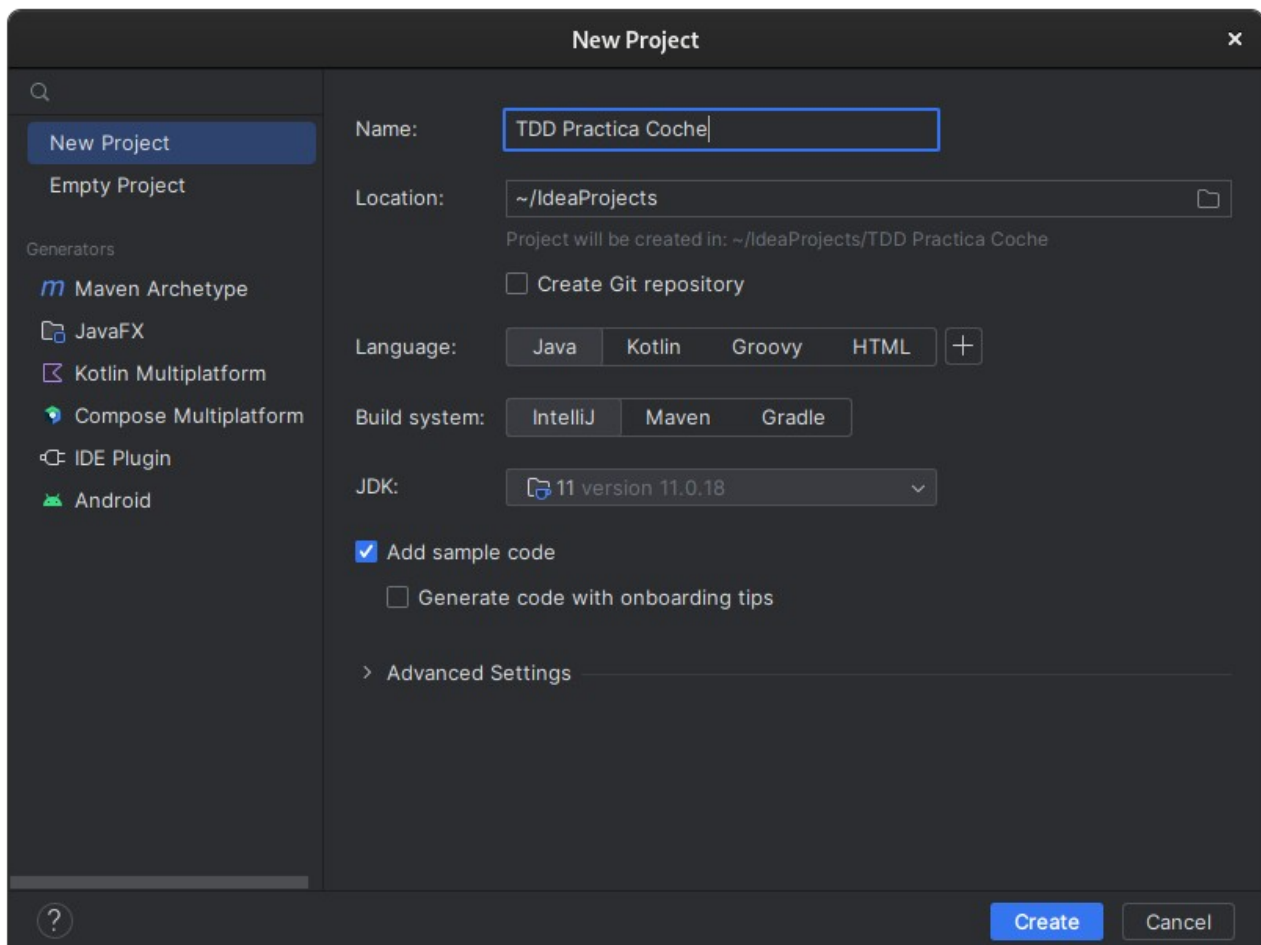 New Project
New Project
Empty Project
Generators
Maven Archetype
JavaFX
Kotlin Multiplatform
Compose Multiplatform
IDE Plugin
Android
Name: TDD Practica Coche
Location: ~/IdeaProjects
Project will be created in: ~/IdeaProjects/TDD Practica Coche
Create Git repository
Language: Java Kotlin Groovy HTML
Build system: IntelliJ Maven Gradle
JDK: 11 version 11.0.18
Add sample code
Generate code with onboarding tips
Advanced Settings
? Create Cancel